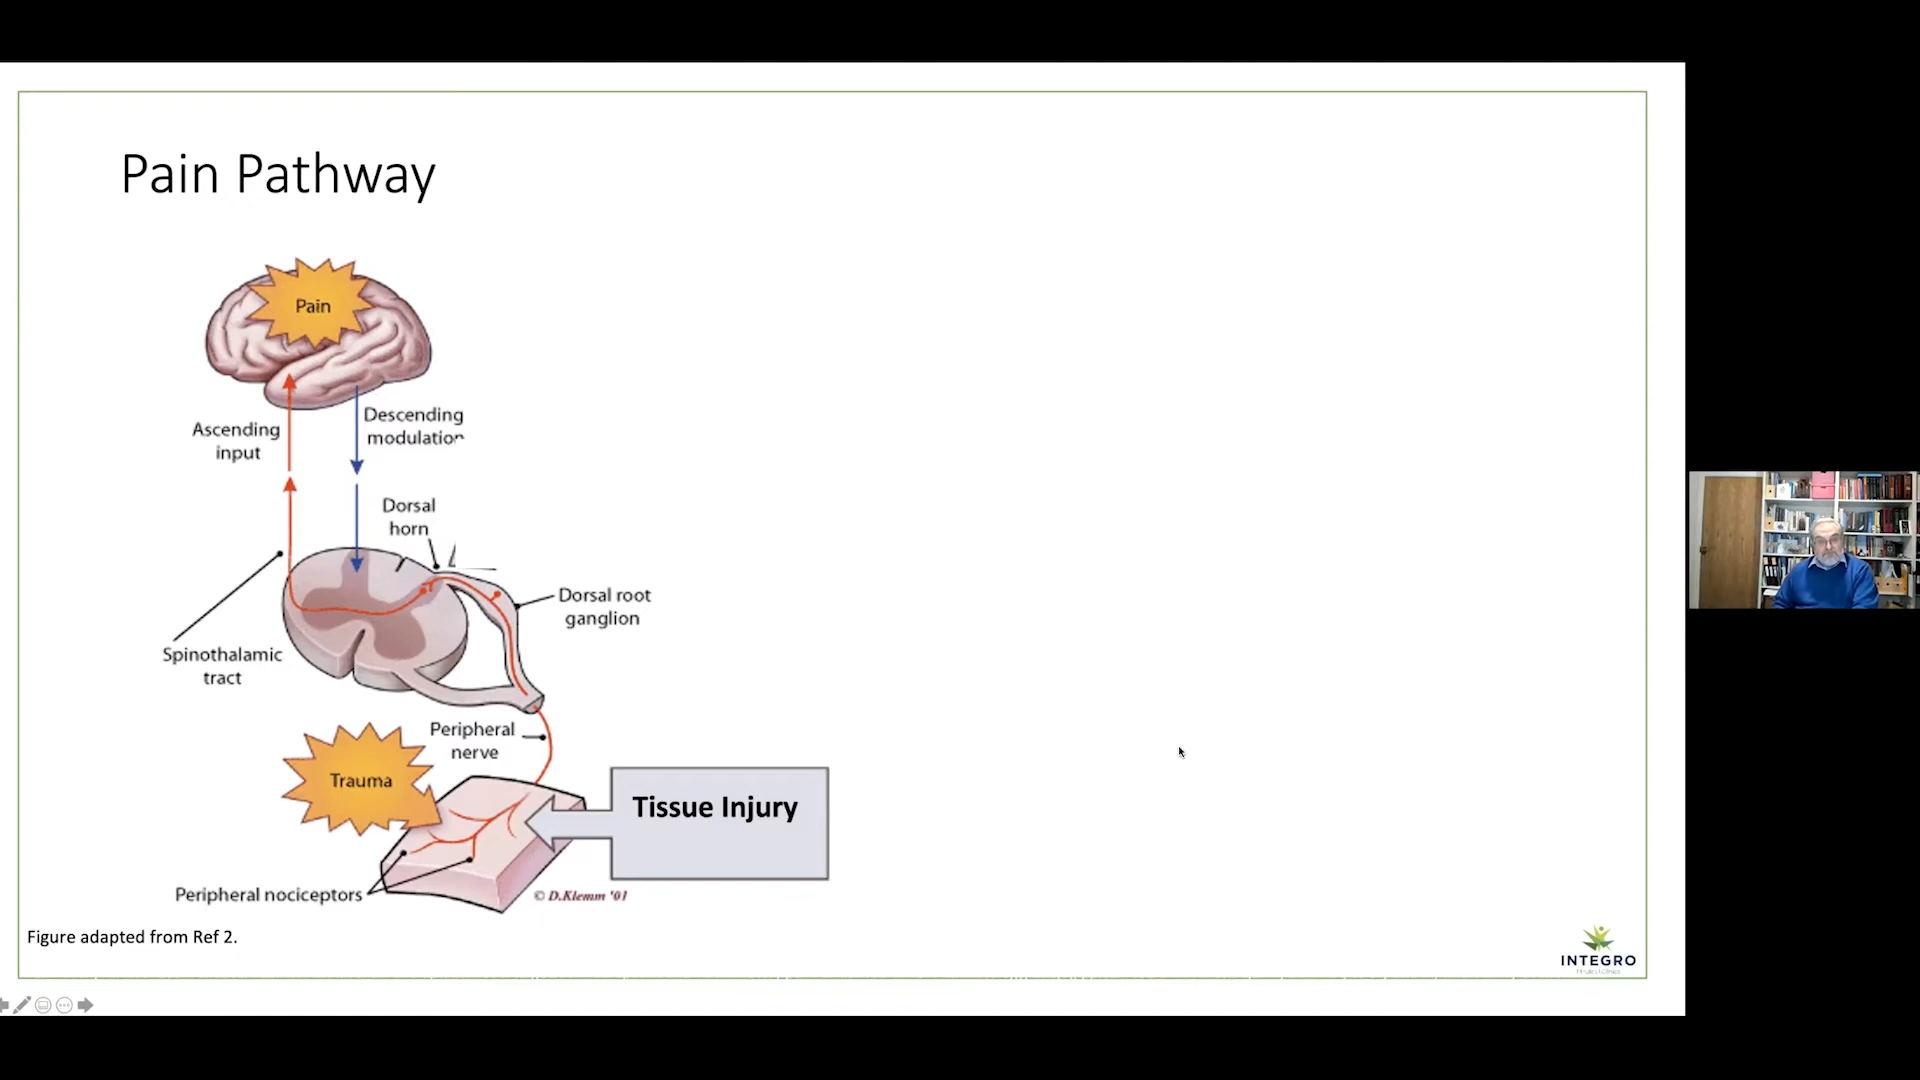 Pain Pathway
Pain
Ascending
input
Descending
modulation
Dorsal
horn
Dorsal root
ganglion
Spinothalamic
tract
Peripheral
nerve
Trauma
Tissue Injury
Peripheral nociceptors
© D.Klemm '01
Figure adapted from Ref 2.
INTEGRO